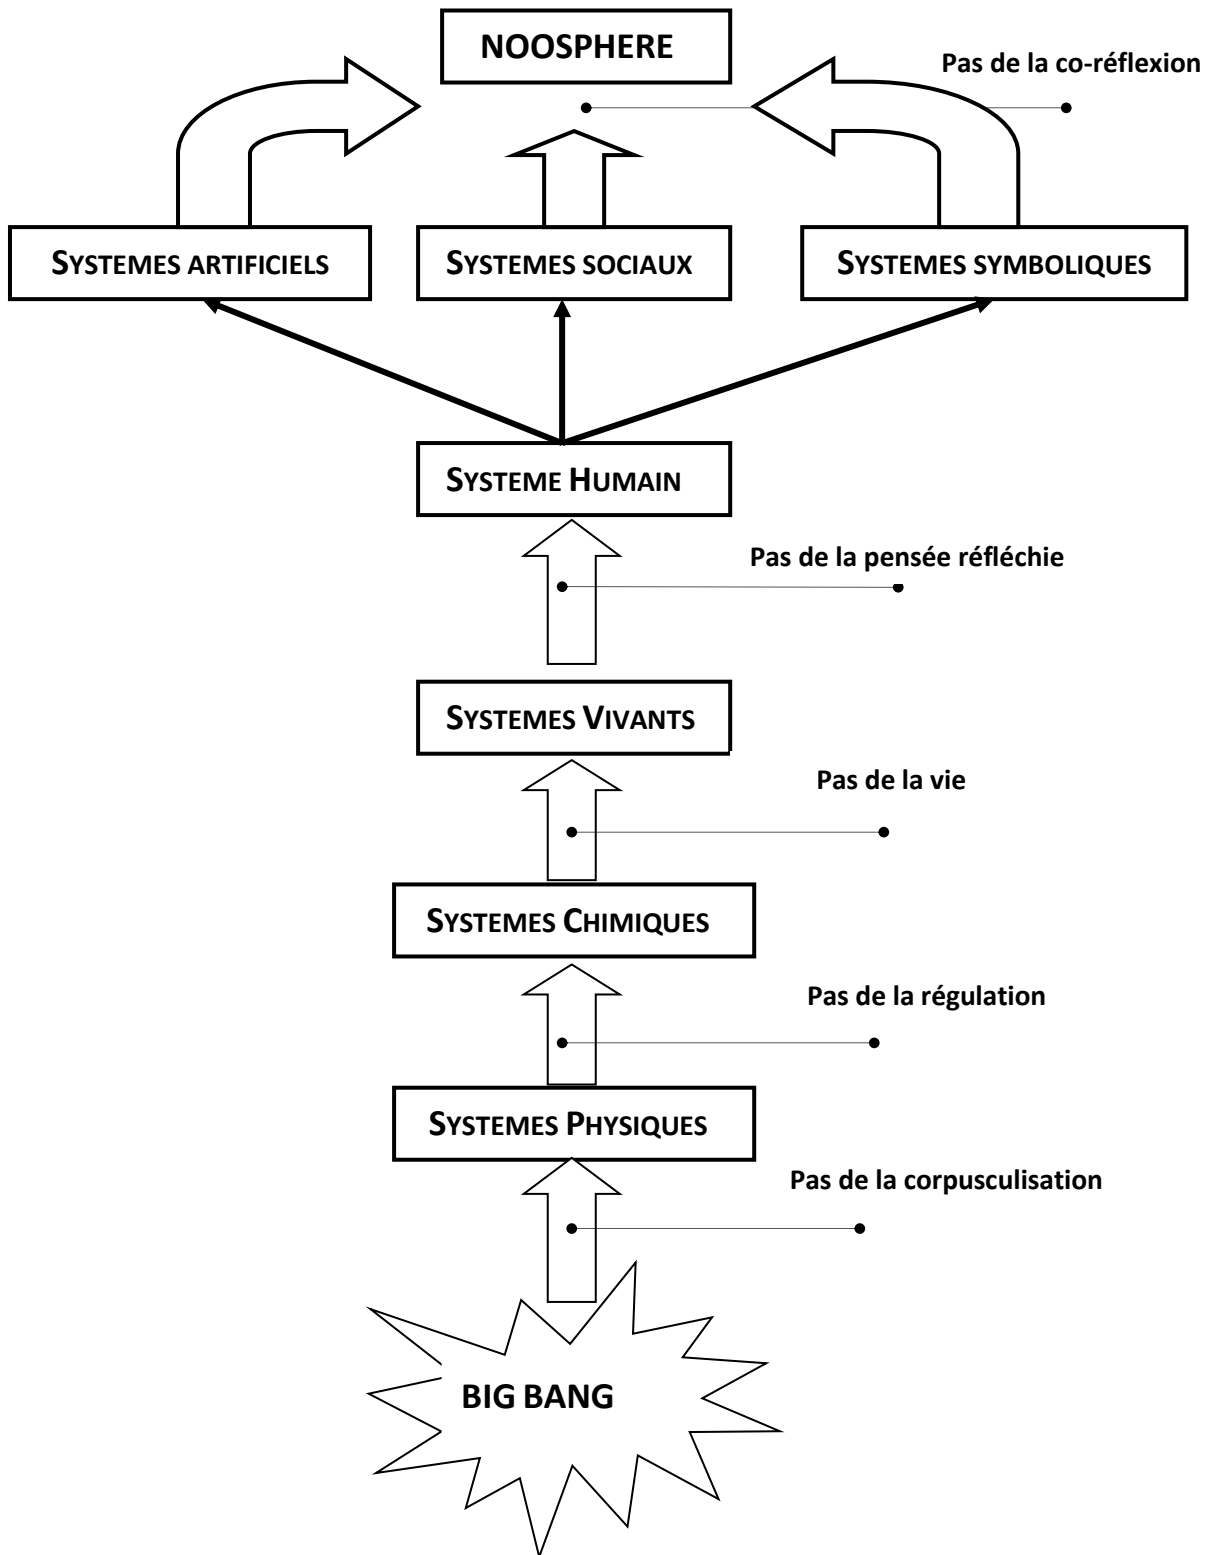 NOOSPHERE
Pas de la co-réflexion
SYSTEMES ARTIFICIELS
SYSTEMES SOCIAUX
SYSTEMES SYMBOLIQUES
SYSTEME HUMAIN
Pas de la pensée réfléchie
SYSTEMES VIVANTS
Pas de la vie
SYSTEMES CHIMIQUES
Pas de la régulation
SYSTEMES PHYSIQUES
Pas de la corpusculisation
BIG BANG